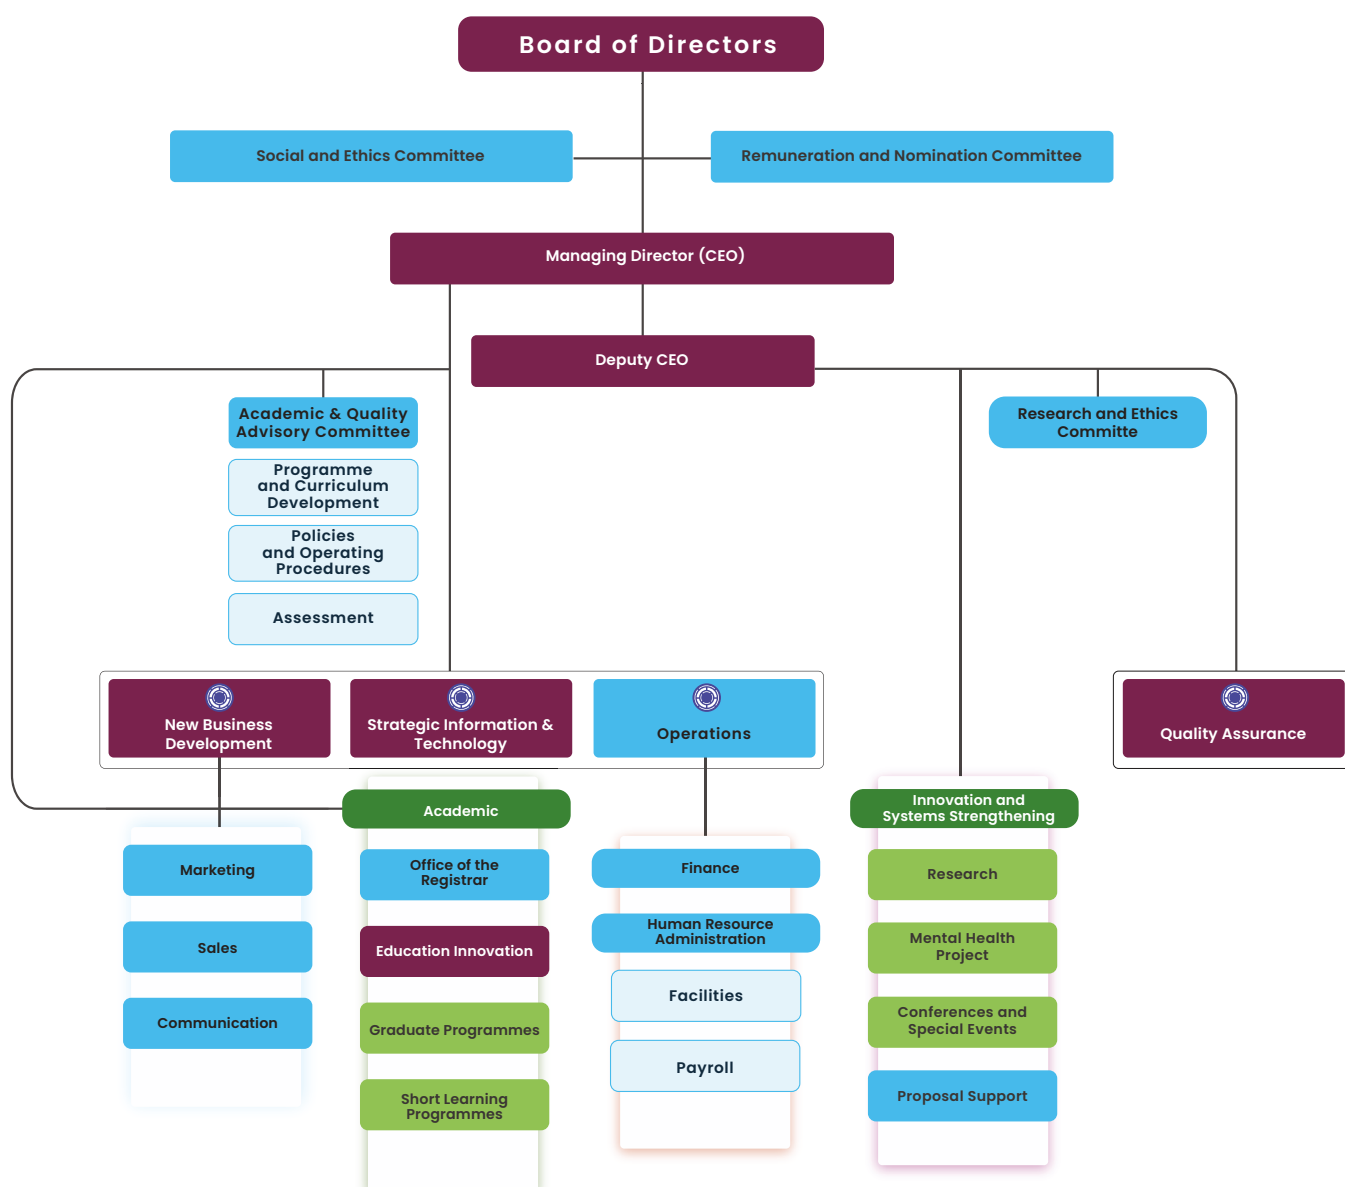 Board of Directors
Social and Ethics Committee
Remuneration and Nomination Committee
Managing Director (CEO)
Deputy CEO
Academic & Quality
Advisory Committee
Research and Ethics
Committe
Programme
and Curriculum
Development
Policies
and Operating
Procedures
Assessment
New Business
Development
Strategic Information &
Technology
Operations
Quality Assurance
Marketing
Sales
Communication
Academic
Office of the
Registrar
Education Innovation
Graduate Programmes
Short Learning
Programmes
Finance
Human Resource
Administration
Facilities
Payroll
Innovation and
Systems Strengthening
Research
Mental Health
Project
Conferences and
Special Events
Proposal Support